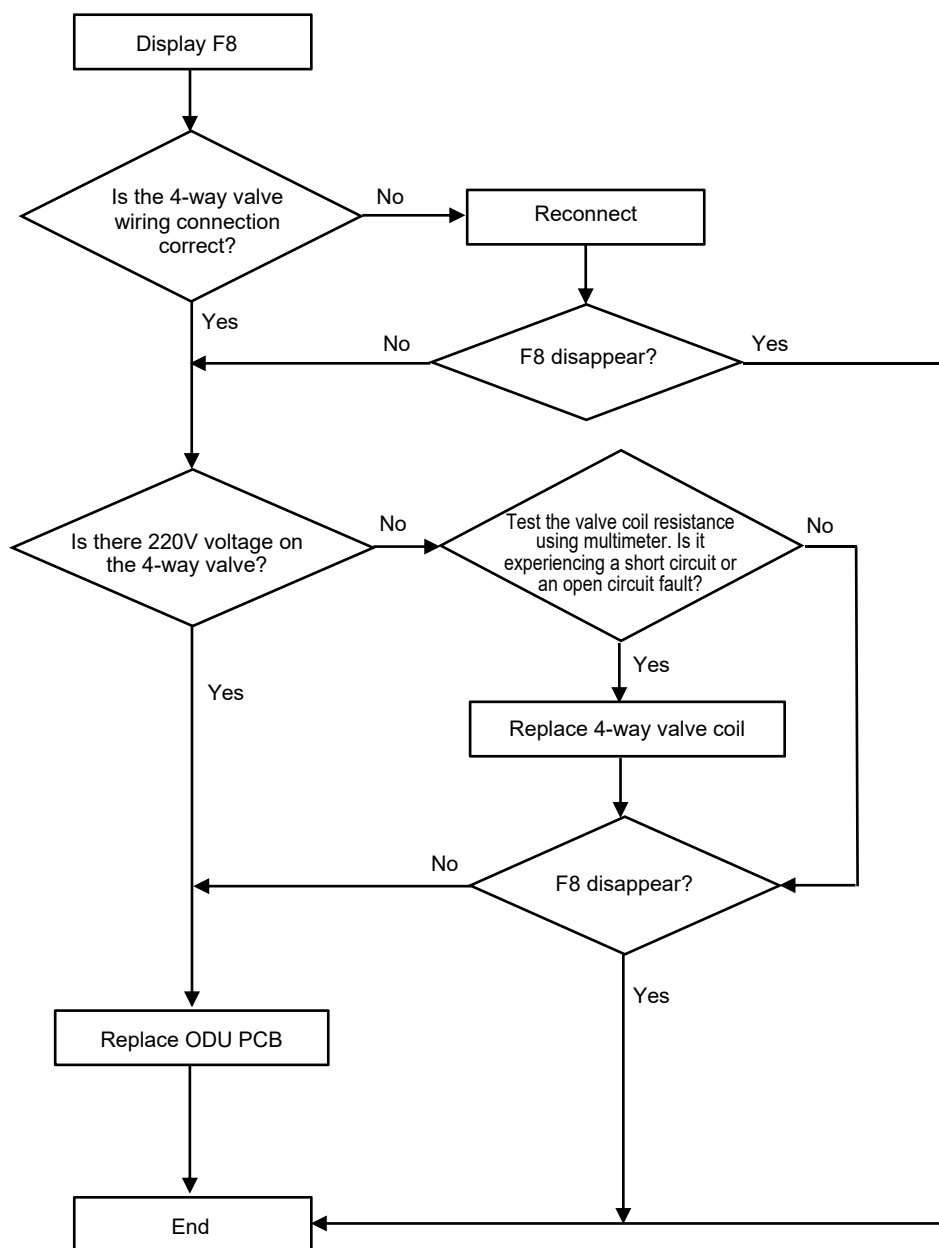 Display F8
Is the 4-way valve
wiring connection
correct?
No
Reconnect
Yes
No
F8 disappear?
Yes
Is there 220V voltage on
the 4-way valve?
No
Test the valve coil resistance
using multimeter. Is it
experiencing a short circuit or
an open circuit fault?
No
Yes
Yes
Replace 4-way valve coil
No
F8 disappear?
Yes
Replace ODU PCB
End